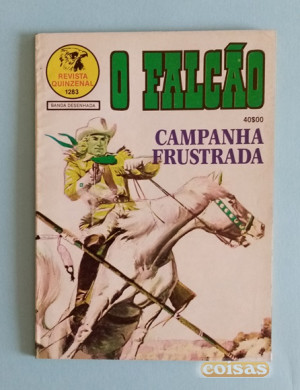 REVISTA
QUINZENAL
1283
BANDA DESENHADA
O FALCÃO
40$00
CAMPANHA
FRUSTRADA
coisas